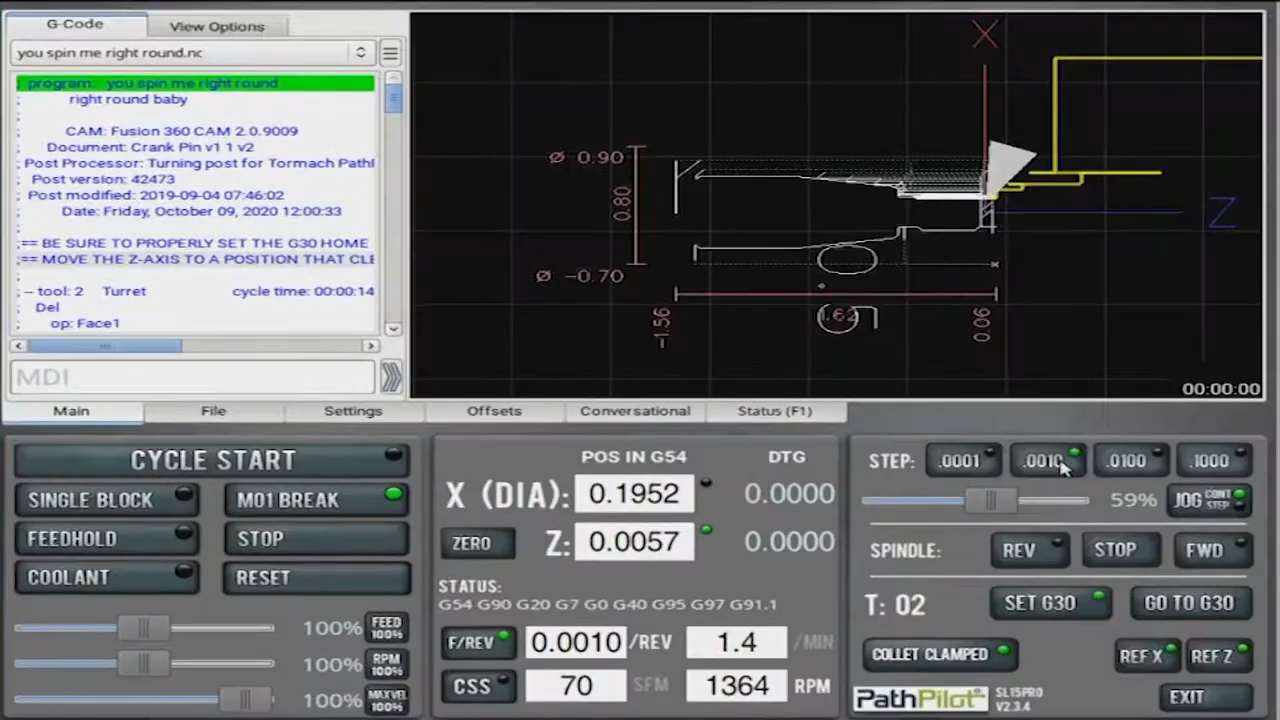 G-Code
View Options
you spin me right round.nc
; program: you spin me right round
; right round baby
;
; CAM: Fusion 360 CAM 2.0.9009
; Document: Crank Pin v1 1 v2
; Post Processor: Turning post for Tormach PathI
; Post version: 42473
; Post modified: 2019-09-04 07:46:02
; Date: Friday, October 09, 2020 12:00:33
;
;== BE SURE TO PROPERLY SET THE G30 HOME
;== MOVE THE Z-AXIS TO A POSITION THAT CLE
;
;-- tool: 2 Turret cycle time: 00:00:14
; Del
; op: Face1
MDI
X
Ø 0.90
0.80
Z
Ø -0.70
-1.56
1.62
0.06
00:00:00
Main
File
Settings
Offsets
Conversational
Status (F1)
CYCLE START
SINGLE BLOCK
M01 BREAK
FEEDHOLD
STOP
COOLANT
RESET
100%
FEED 100%
100%
RPM 100%
100%
MAXVEL 100%
POS IN G54
DTG
X (DIA):
0.1952
0.0000
ZERO
Z:
0.0057
0.0000
STATUS:
G54 G90 G20 G7 G0 G40 G95 G97 G91.1
F/REV
0.0010
/REV
1.4
/MIN
CSS
70
SFM
1364
RPM
STEP:
.0001
.0010
.0100
.1000
59%
JOG CONT STEP
SPINDLE:
REV
STOP
FWD
T: 02
SET G30
GO TO G30
COLLET CLAMPED
REF X
REF Z
PathPilot
SL15PRO
V2.3.4
EXIT